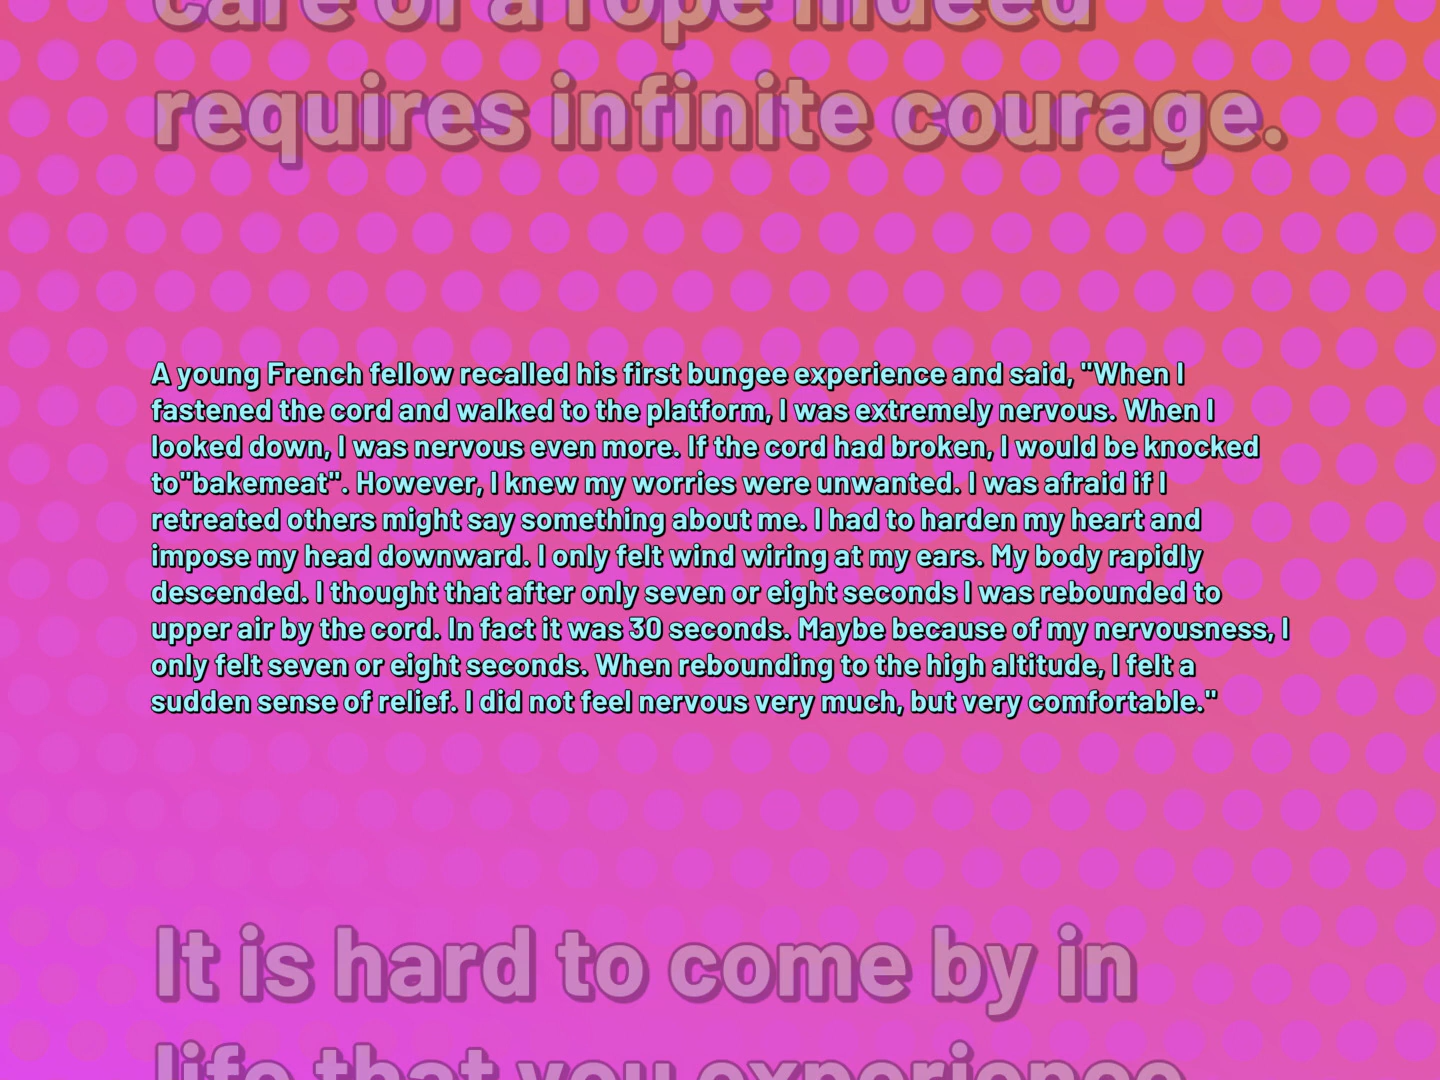 care of a rope indeed
requires infinite courage.
A young French fellow recalled his first bungee experience and said, "When I
fastened the cord and walked to the platform, I was extremely nervous. When I
looked down, I was nervous even more. If the cord had broken, I would be knocked
to"bakemeat". However, I knew my worries were unwanted. I was afraid if I
retreated others might say something about me. I had to harden my heart and
impose my head downward. I only felt wind wiring at my ears. My body rapidly
descended. I thought that after only seven or eight seconds I was rebounded to
upper air by the cord. In fact it was 30 seconds. Maybe because of my nervousness, I
only felt seven or eight seconds. When rebounding to the high altitude, I felt a
sudden sense of relief. I did not feel nervous very much, but very comfortable."
It is hard to come by in
life that you experience